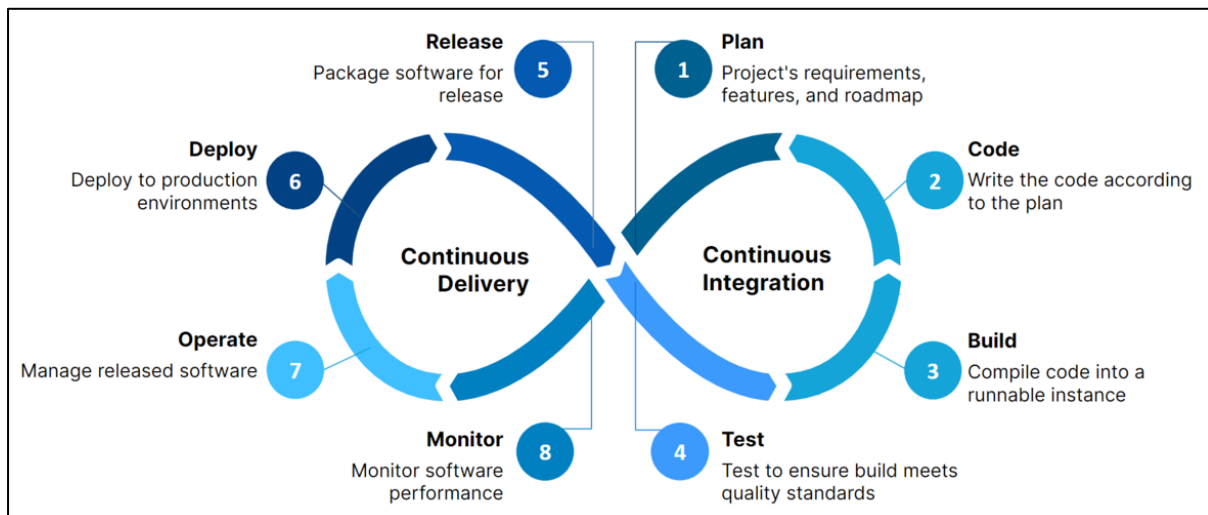 Release
Package software for
release
5
1
Plan
Project's requirements,
features, and roadmap
Deploy
Deploy to production
environments
6
2
Code
Write the code according
to the plan
Continuous
Delivery
Continuous
Integration
Operate
Manage released software
7
3
Build
Compile code into a
runnable instance
Monitor
Monitor software
performance
8
4
Test
Test to ensure build meets
quality standards